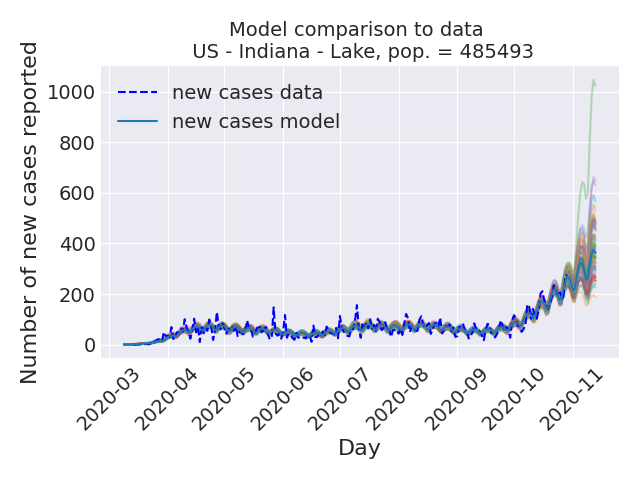 Model comparison to data
US - Indiana - Lake, pop. = 485493
Number of new cases reported
1000
800
600
400
200
0
new cases data
new cases model
2020-03
2020-04
2020-05
2020-06
2020-07
2020-08
2020-09
2020-10
2020-11
Day